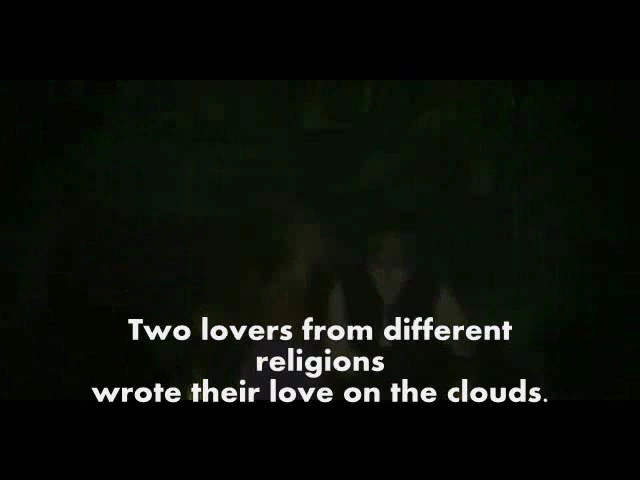 Two lovers from different
religions
wrote their love on the clouds.